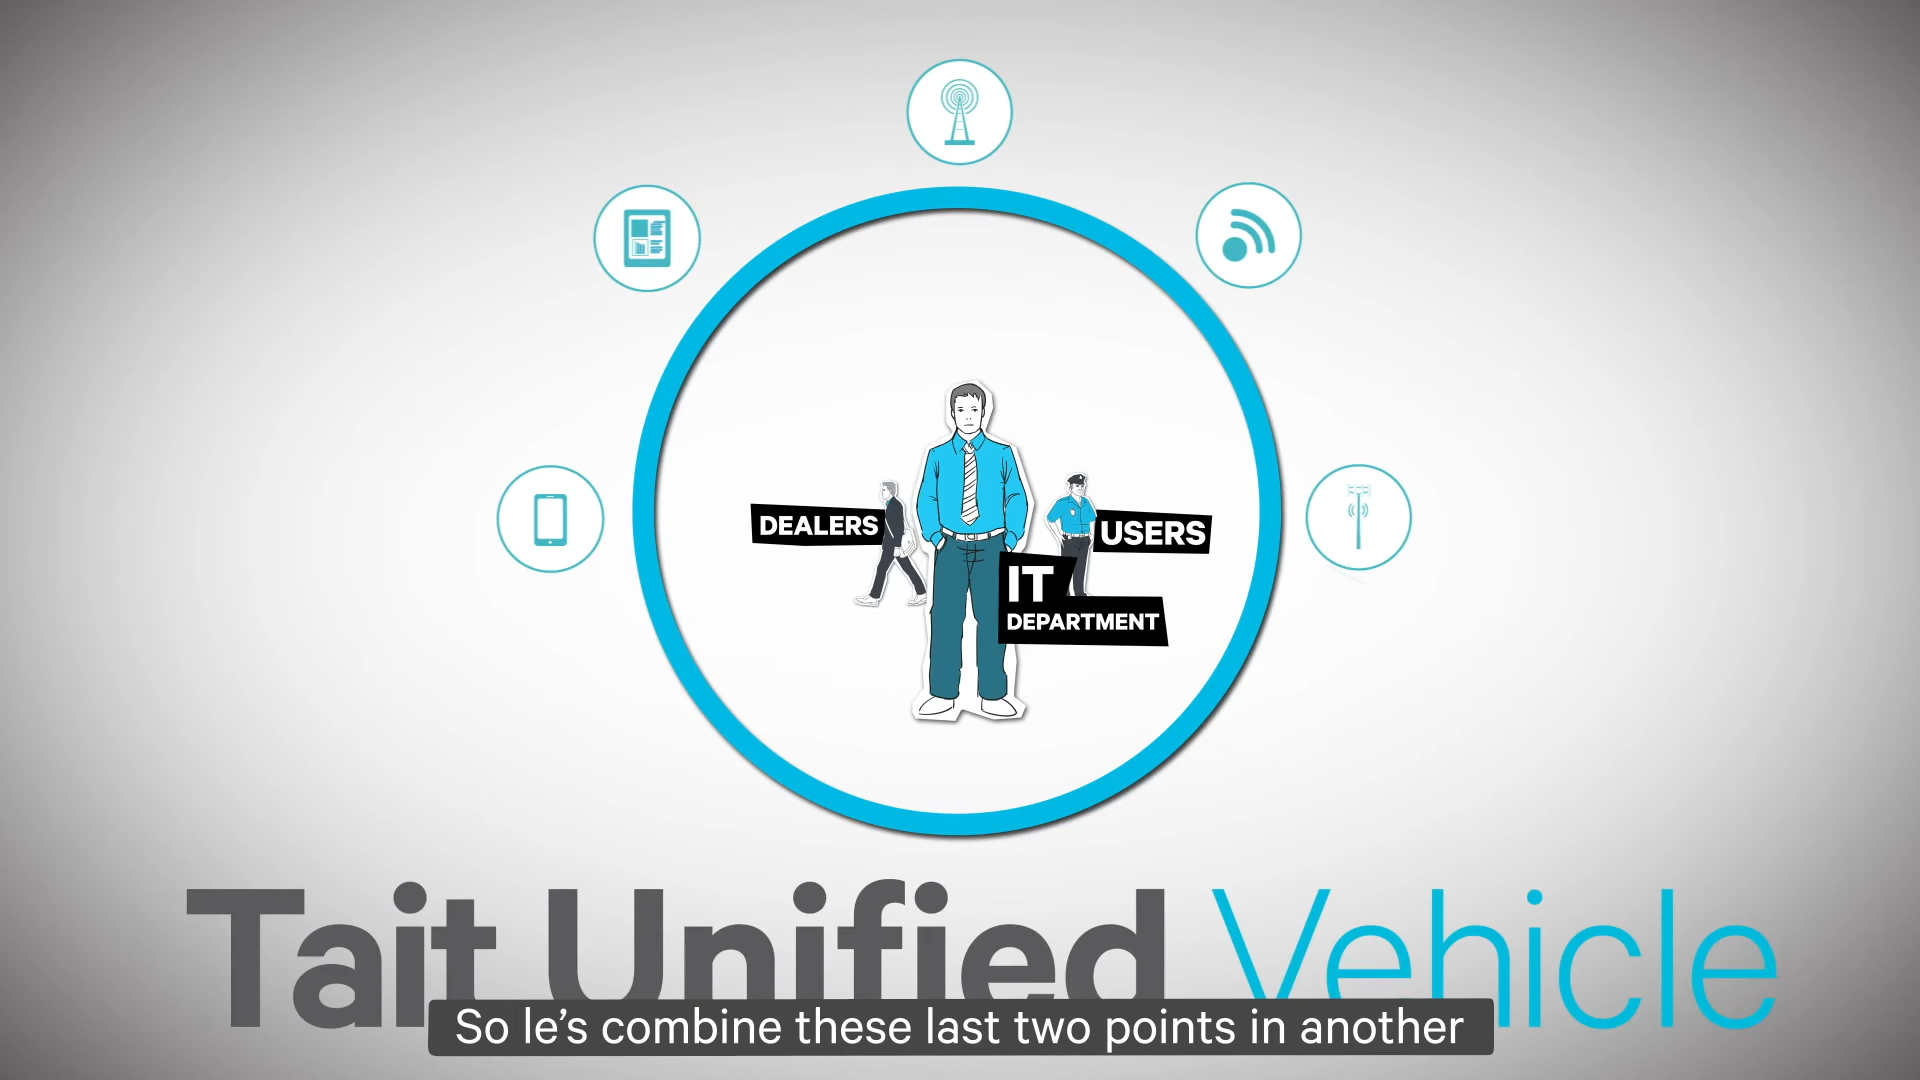 DEALERS
USERS
IT
DEPARTMENT
Tait Unified Vehicle
So le’s combine these last two points in another